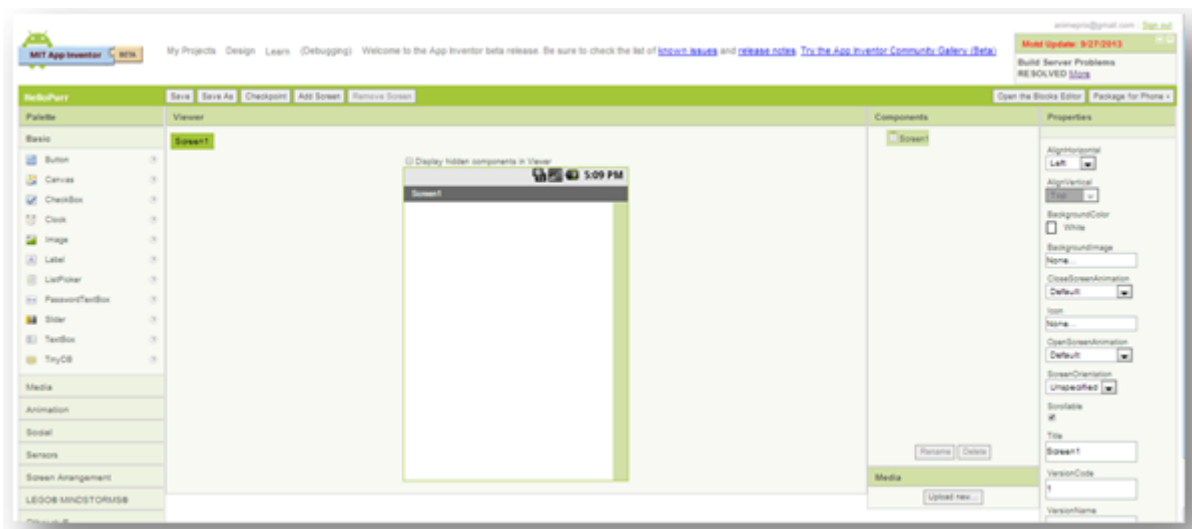 MIT App Inventor BETA
My Projects Design Learn (Debugging) Welcome to the App Inventor beta release. Be sure to check the list of known issues and release notes. Try the App Inventor Community Gallery (Beta)
Sign out
Motd Update: 9/27/2013
Build Server Problems
RESOLVED More
HelloPurr
Save Save As Checkpoint Add Screen Remove Screen
Open the Blocks Editor Package for Phone
Palette
Basic
Button
Canvas
CheckBox
Clock
Image
Label
ListPicker
PasswordTextBox
Slider
TextBox
TinyDB
Media
Animation
Social
Sensors
Screen Arrangement
LEGO® MINDSTORMS®
Viewer
Screen1
Display hidden components in Viewer
5:09 PM
Screen1
Components
Screen1
Rename Delete
Media
Upload new...
Properties
AlignHorizontal
Left
AlignVertical
Top
BackgroundColor
White
BackgroundImage
None...
CloseScreenAnimation
Default
Icon
None...
OpenScreenAnimation
Default
ScreenOrientation
Unspecified
Scrollable
Title
Screen1
VersionCode
1
VersionName